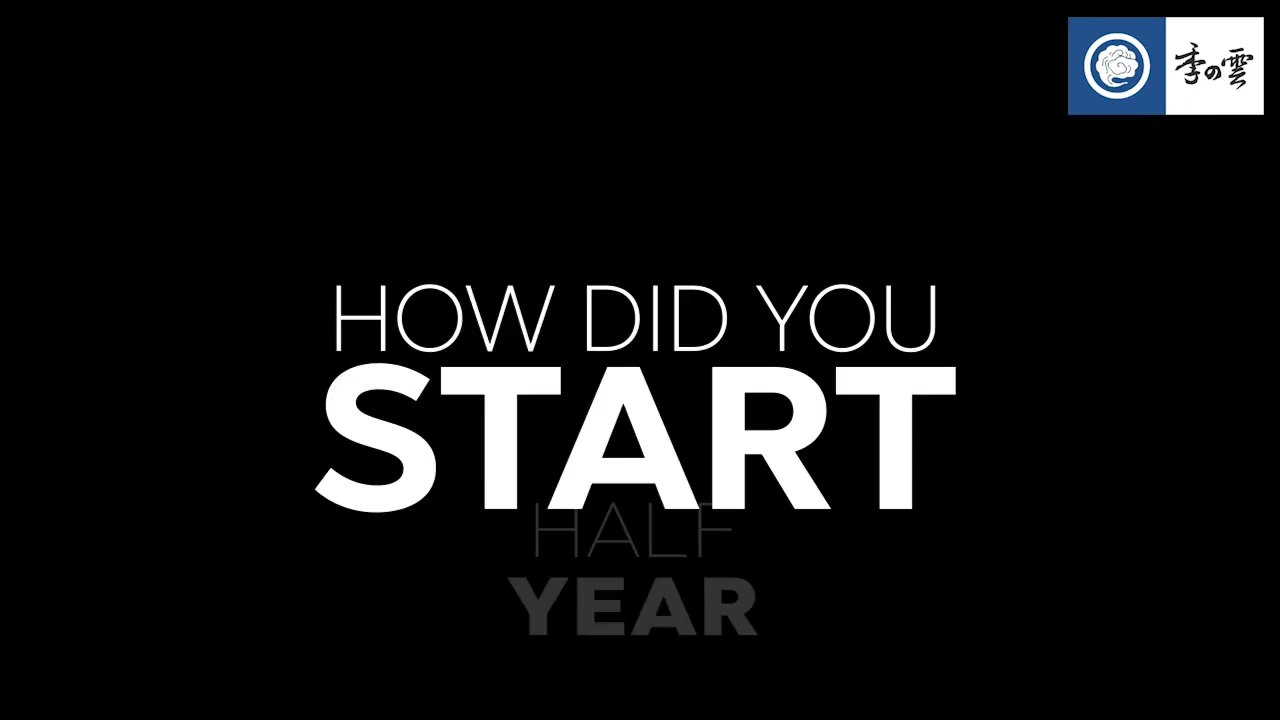 季の雲
HOW DID YOU
START
HALF
YEAR